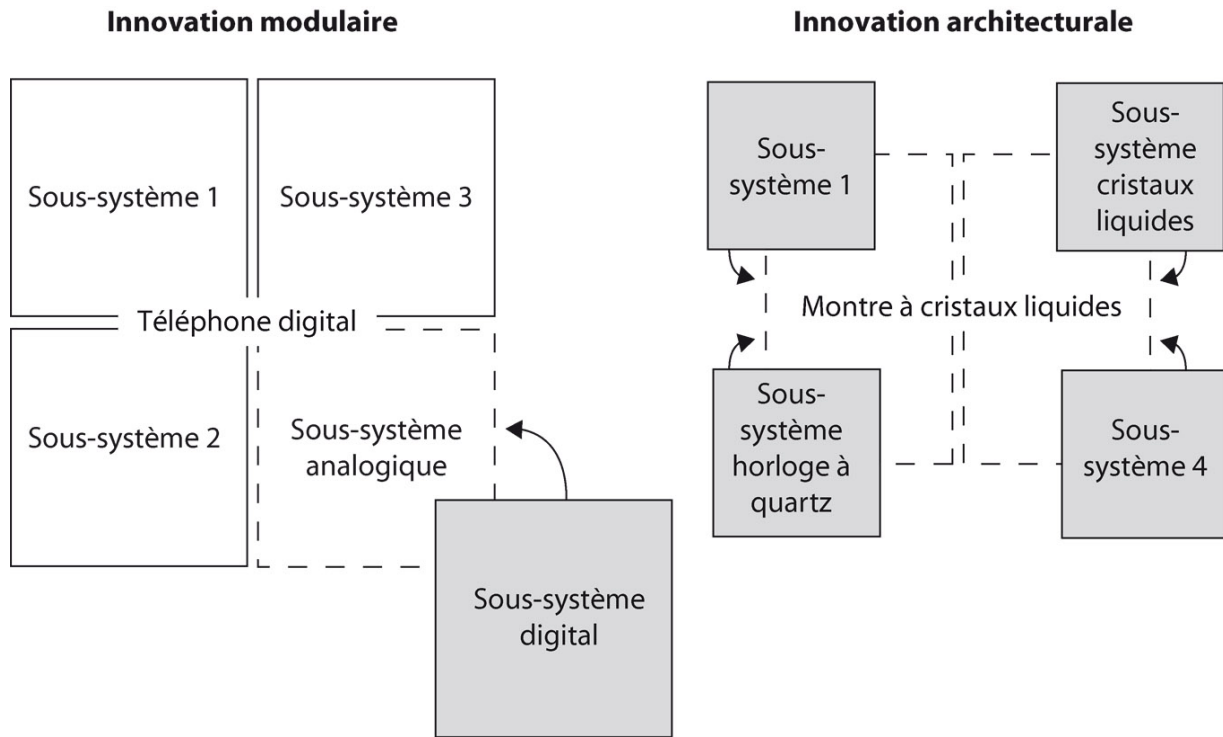 Innovation modulaire
Innovation architecturale
Sous-système 1
Sous-système 3
Téléphone digital
Sous-système 2
Sous-système
analogique
Sous-système
digital
Sous-
système 1
Sous-
système
cristaux
liquides
Montre à cristaux liquides
Sous-
système
horloge à
quartz
Sous-
système 4